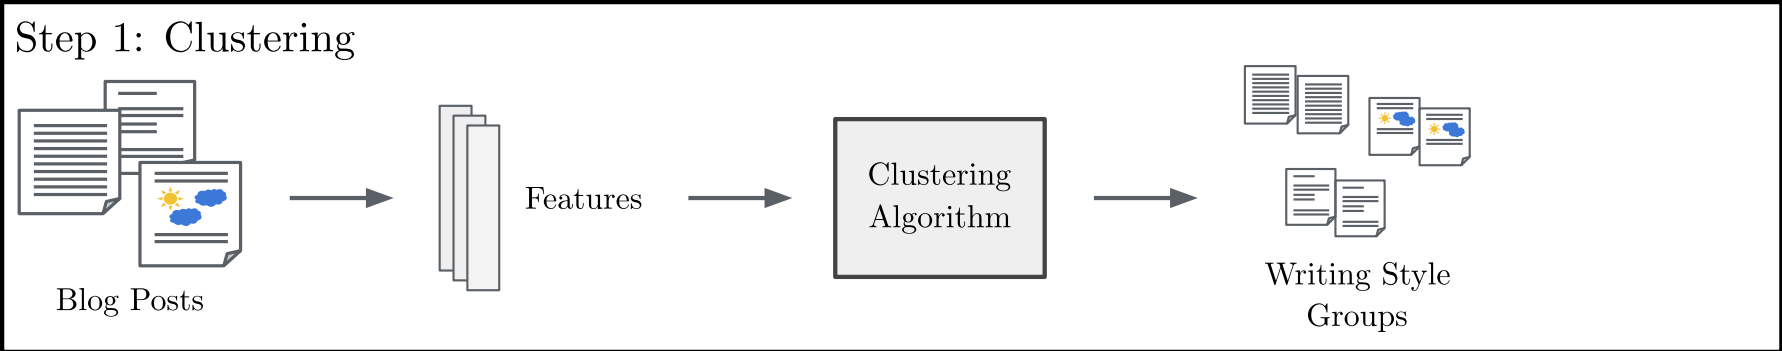 Step 1: Clustering
Blog Posts
Features
Clustering
Algorithm
Writing Style
Groups